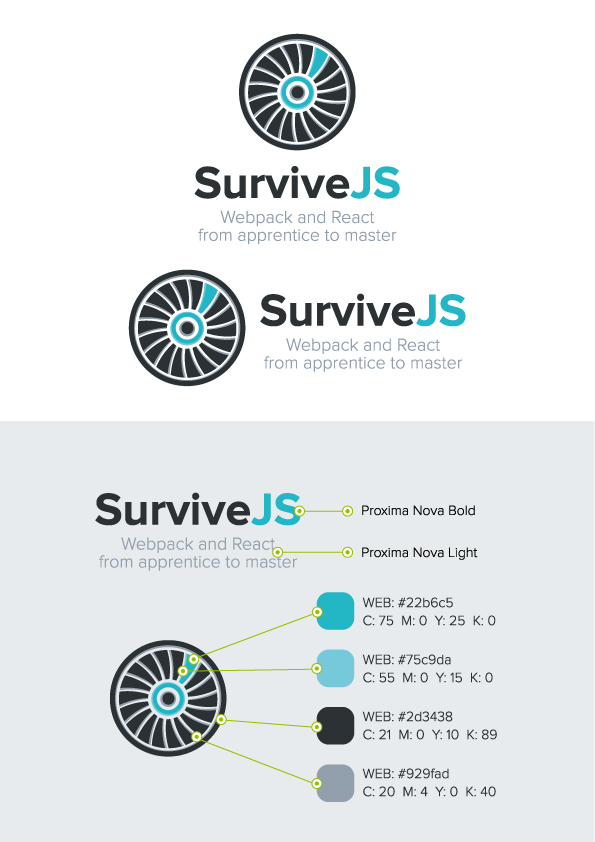 SurviveJS
Webpack and React
from apprentice to master
SurviveJS
Webpack and React
from apprentice to master
SurviveJS
Proxima Nova Bold
Webpack and React
from apprentice to master
Proxima Nova Light
WEB: #22b6c5
C: 75 M: 0 Y: 25 K: 0
WEB: #75c9da
C: 55 M: 0 Y: 15 K: 0
WEB: #2d3438
C: 21 M: 0 Y: 10 K: 89
WEB: #929fad
C: 20 M: 4 Y: 0 K: 40